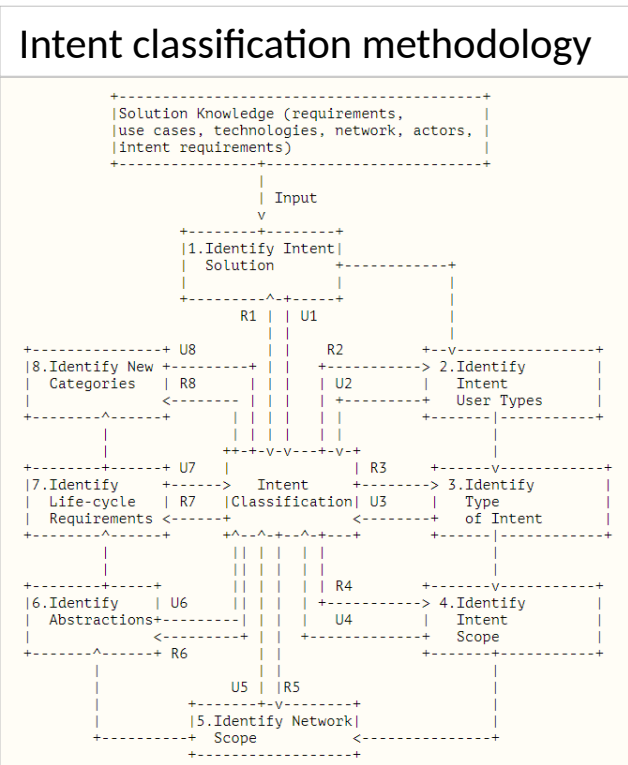 Intent classification methodology
Solution Knowledge (requirements,
use cases, technologies, network, actors,
intent requirements)
Input
1.Identify Intent
Solution
R1 U1
U8 R2
8.Identify New 2.Identify
Categories R8 U2 Intent
User Types
U7 R3
7.Identify Intent 3.Identify
Life-cycle R7 Classification U3 Type
Requirements of Intent
R4
6.Identify U6 4.Identify
Abstractions U4 Intent
Scope
R6
U5 R5
5.Identify Network
Scope